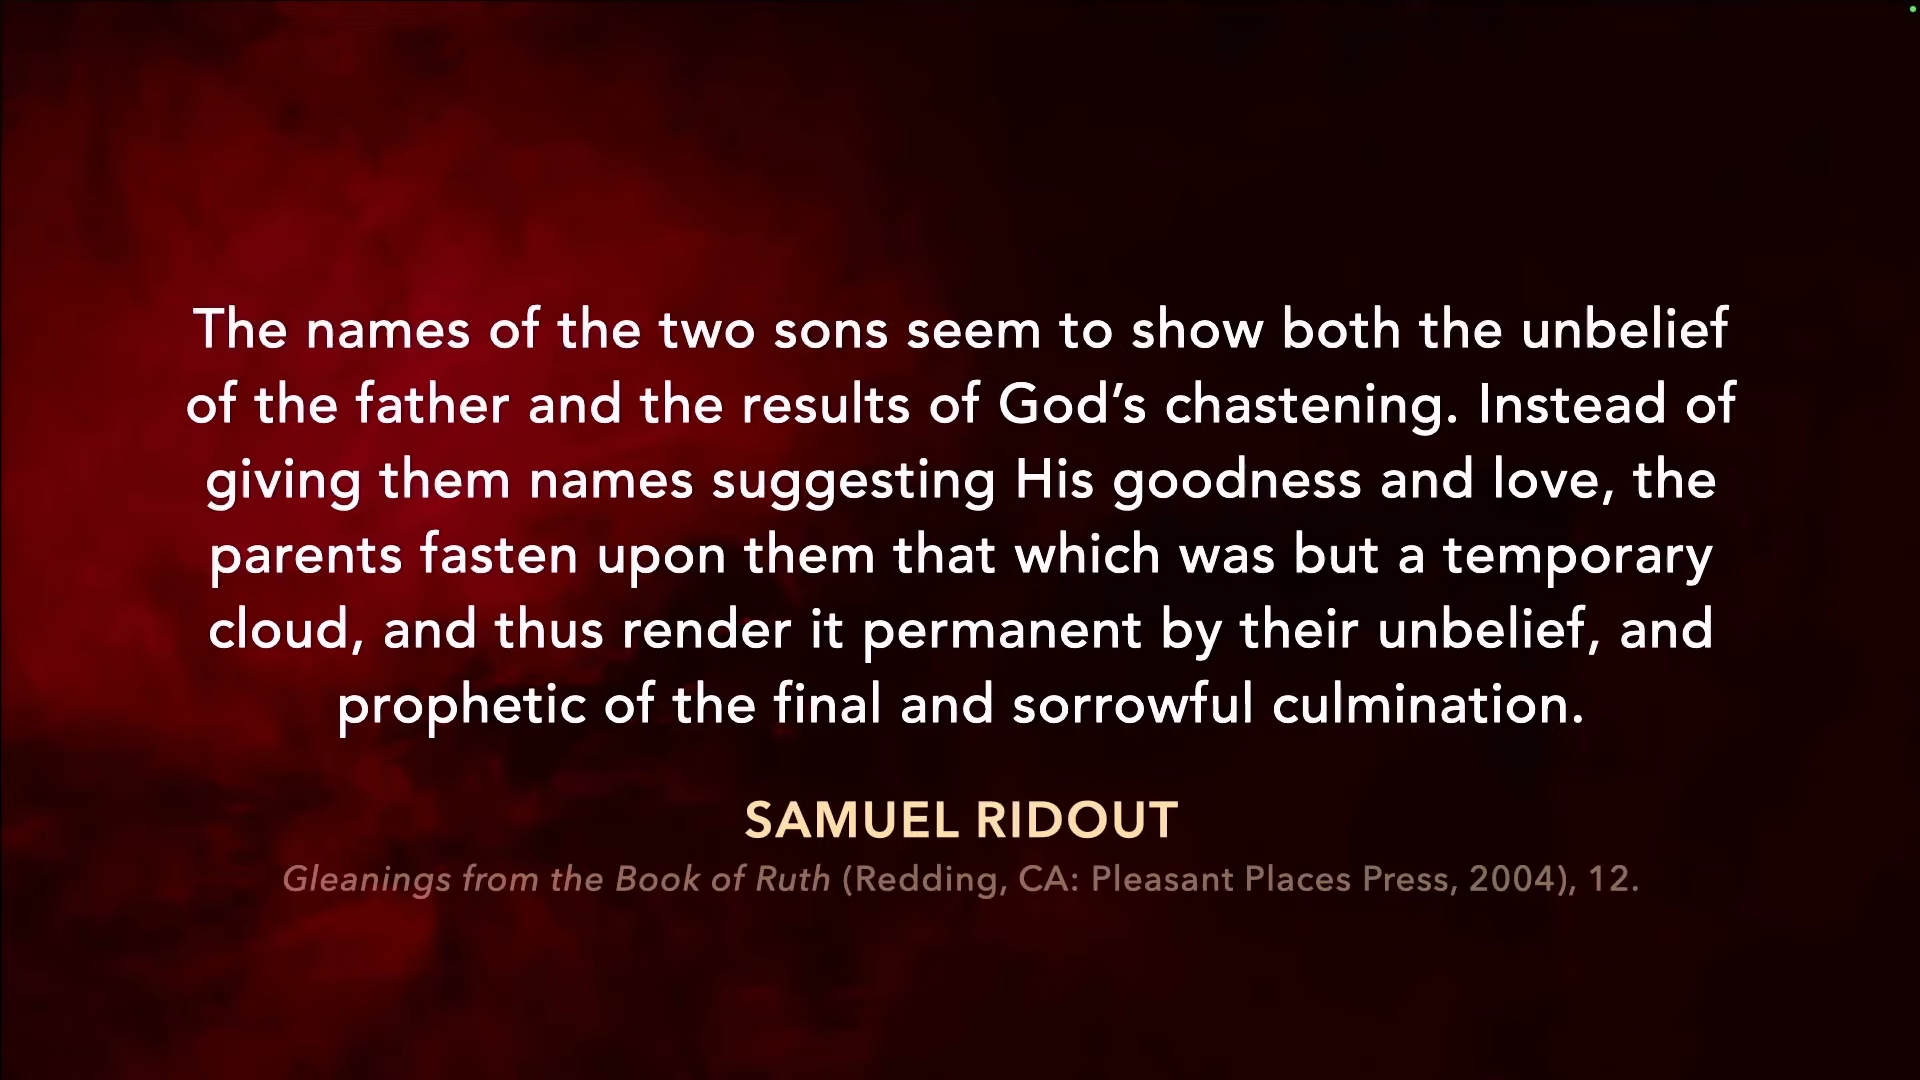 The names of the two sons seem to show both the unbelief
of the father and the results of God’s chastening. Instead of
giving them names suggesting His goodness and love, the
parents fasten upon them that which was but a temporary
cloud, and thus render it permanent by their unbelief, and
prophetic of the final and sorrowful culmination.
SAMUEL RIDOUT
Gleanings from the Book of Ruth (Redding, CA: Pleasant Places Press, 2004), 12.